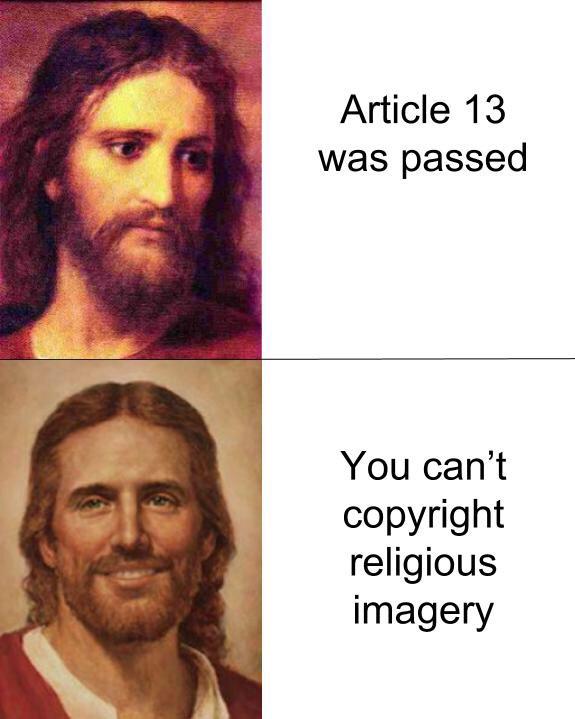 Article 13
was passed
You can’t
copyright
religious
imagery